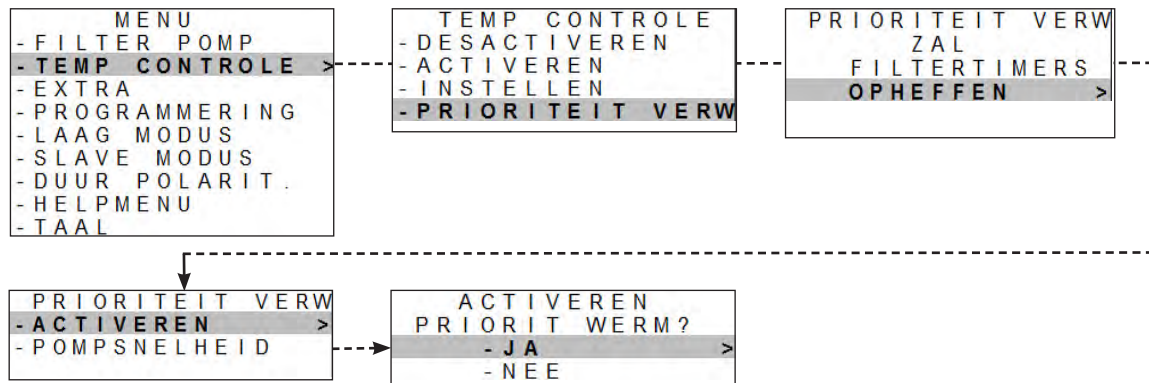 MENU
-FILTER POMP
-TEMP CONTROLE >
-EXTRA
-PROGRAMMERING
-LAAG MODUS
-SLAVE MODUS
-DUUR POLARIT.
-HELPMENU
-TAAL
TEMP CONTROLE
-DESACTIVEREN
-ACTIVEREN
-INSTELLEN
-PRIORITEIT VERW
PRIORITEIT VERW
ZAL
FILTERTIMERS
OPHEFFEN >
PRIORITEIT VERW
-ACTIVEREN >
-POMPSNELHEID
ACTIVEREN
PRIORIT WERM?
-JA >
-NEE